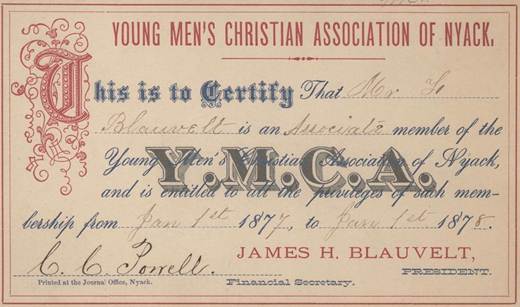 YOUNG MEN'S CHRISTIAN ASSOCIATION OF NYACK.
This is to Certify That Mr
Blauvelt is an Associate member of the
Young Men's Christian Association of Nyack,
Y.M.C.A.
and is entitled to all the privileges of such mem-
bership from Jan 1st 1877, to Jan 1st 1878.
JAMES H. BLAUVELT,
PRESIDENT.
C. C. Powell.
Printed at the Journal Office, Nyack.
Financial Secretary.